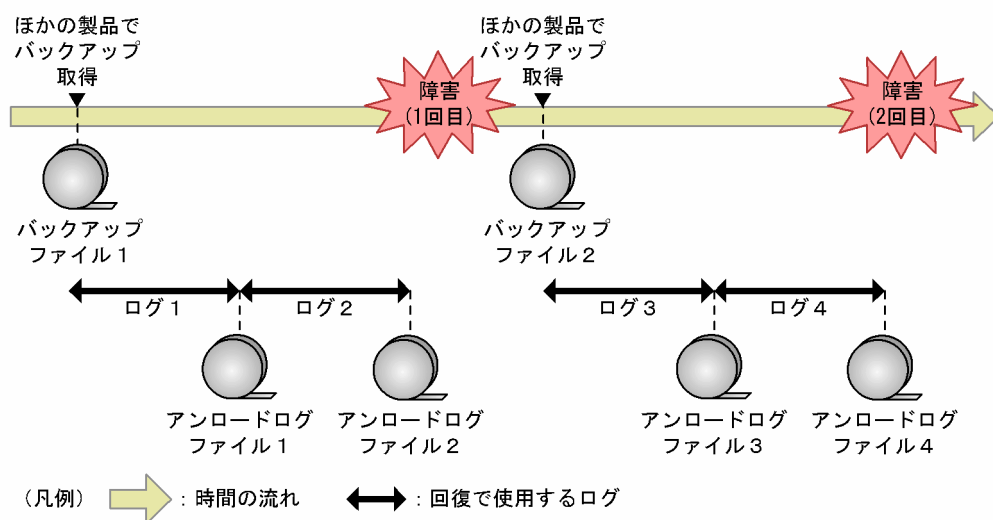 ほかの製品で
バックアップ
取得
ほかの製品で
バックアップ
取得
障害
(1回目)
障害
(2回目)
バックアップ
ファイル1
バックアップ
ファイル2
ログ1
ログ2
ログ3
ログ4
アンロードログ
ファイル1
アンロードログ
ファイル2
アンロードログ
ファイル3
アンロードログ
ファイル4
(凡例)
:時間の流れ
:回復で使用するログ